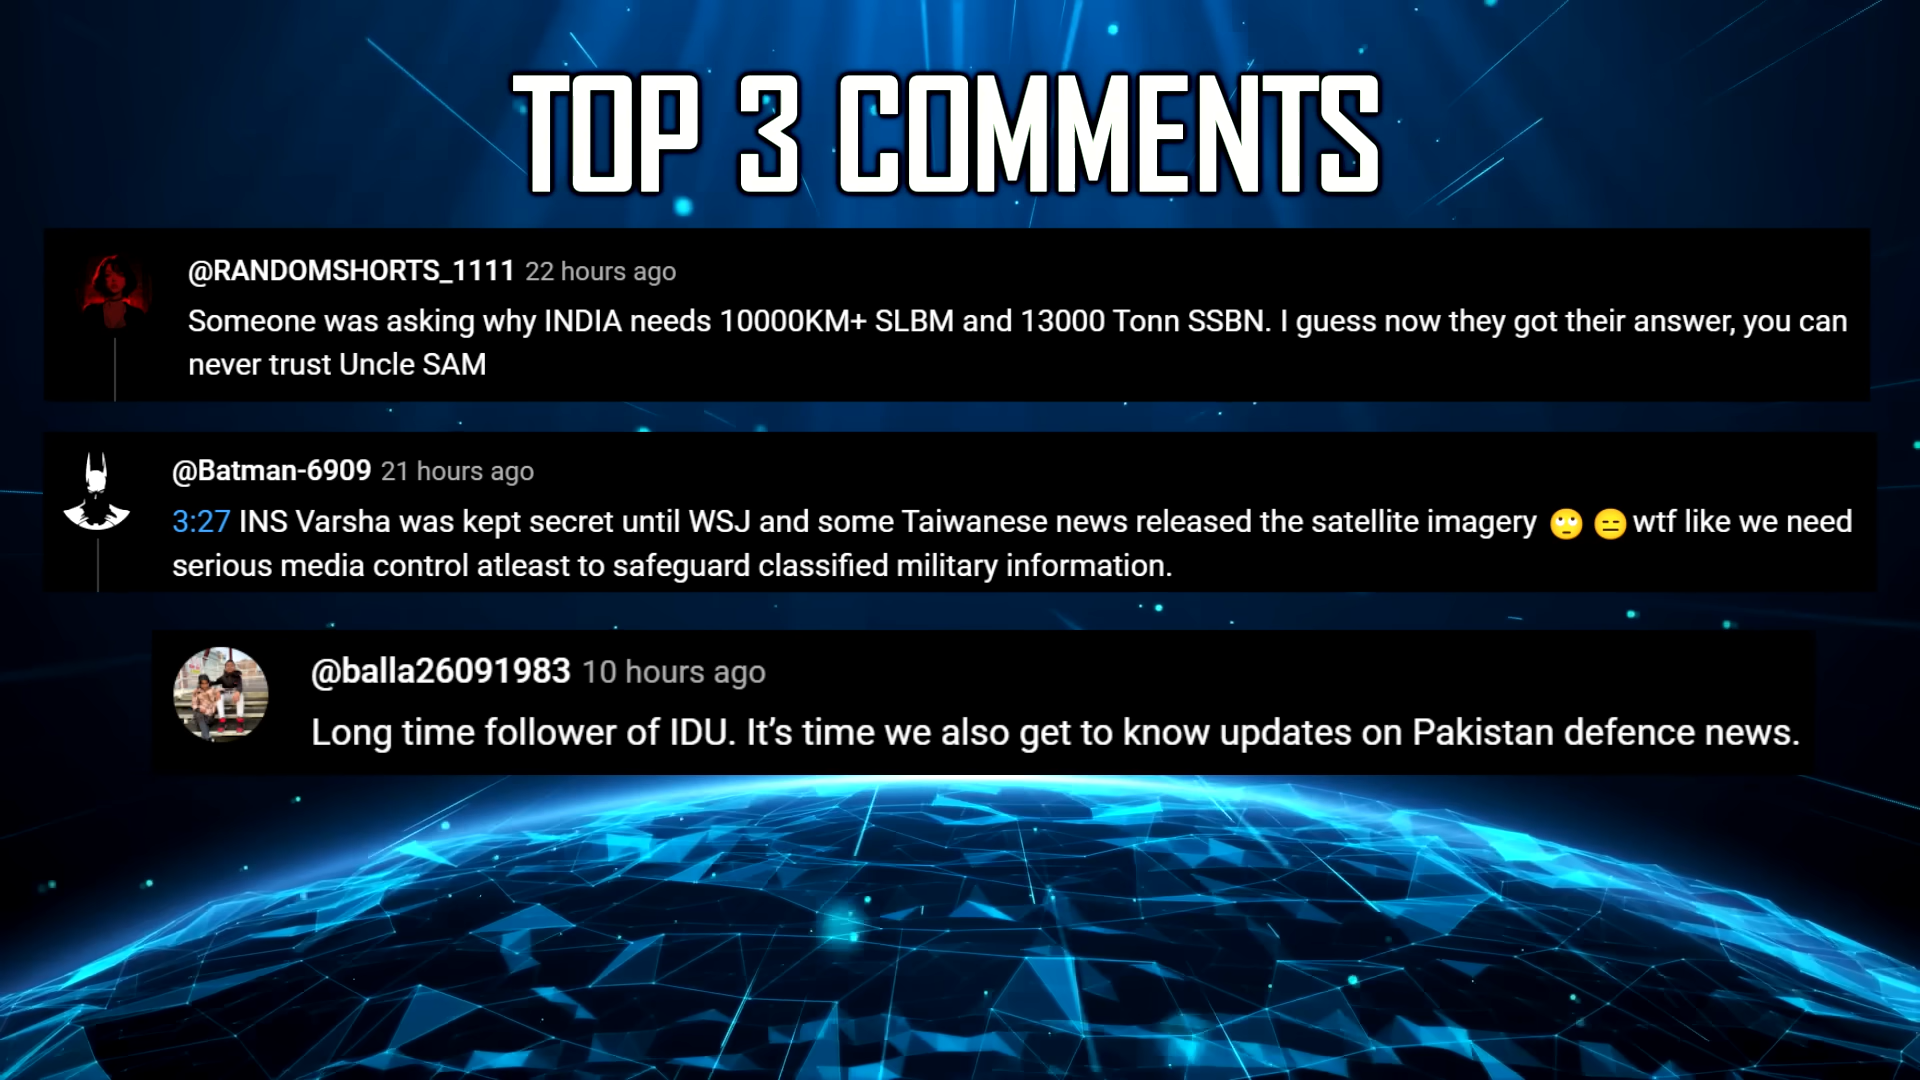 TOP 3 COMMENTS
@RANDOMSHORTS_1111 22 hours ago
Someone was asking why INDIA needs 10000KM+ SLBM and 13000 Tonn SSBN. I guess now they got their answer, you can
never trust Uncle SAM
@Batman-6909 21 hours ago
3:27 INS Varsha was kept secret until WSJ and some Taiwanese news released the satellite imagery 🙄 😑 wtf like we need
serious media control atleast to safeguard classified military information.
@balla26091983 10 hours ago
Long time follower of IDU. It’s time we also get to know updates on Pakistan defence news.